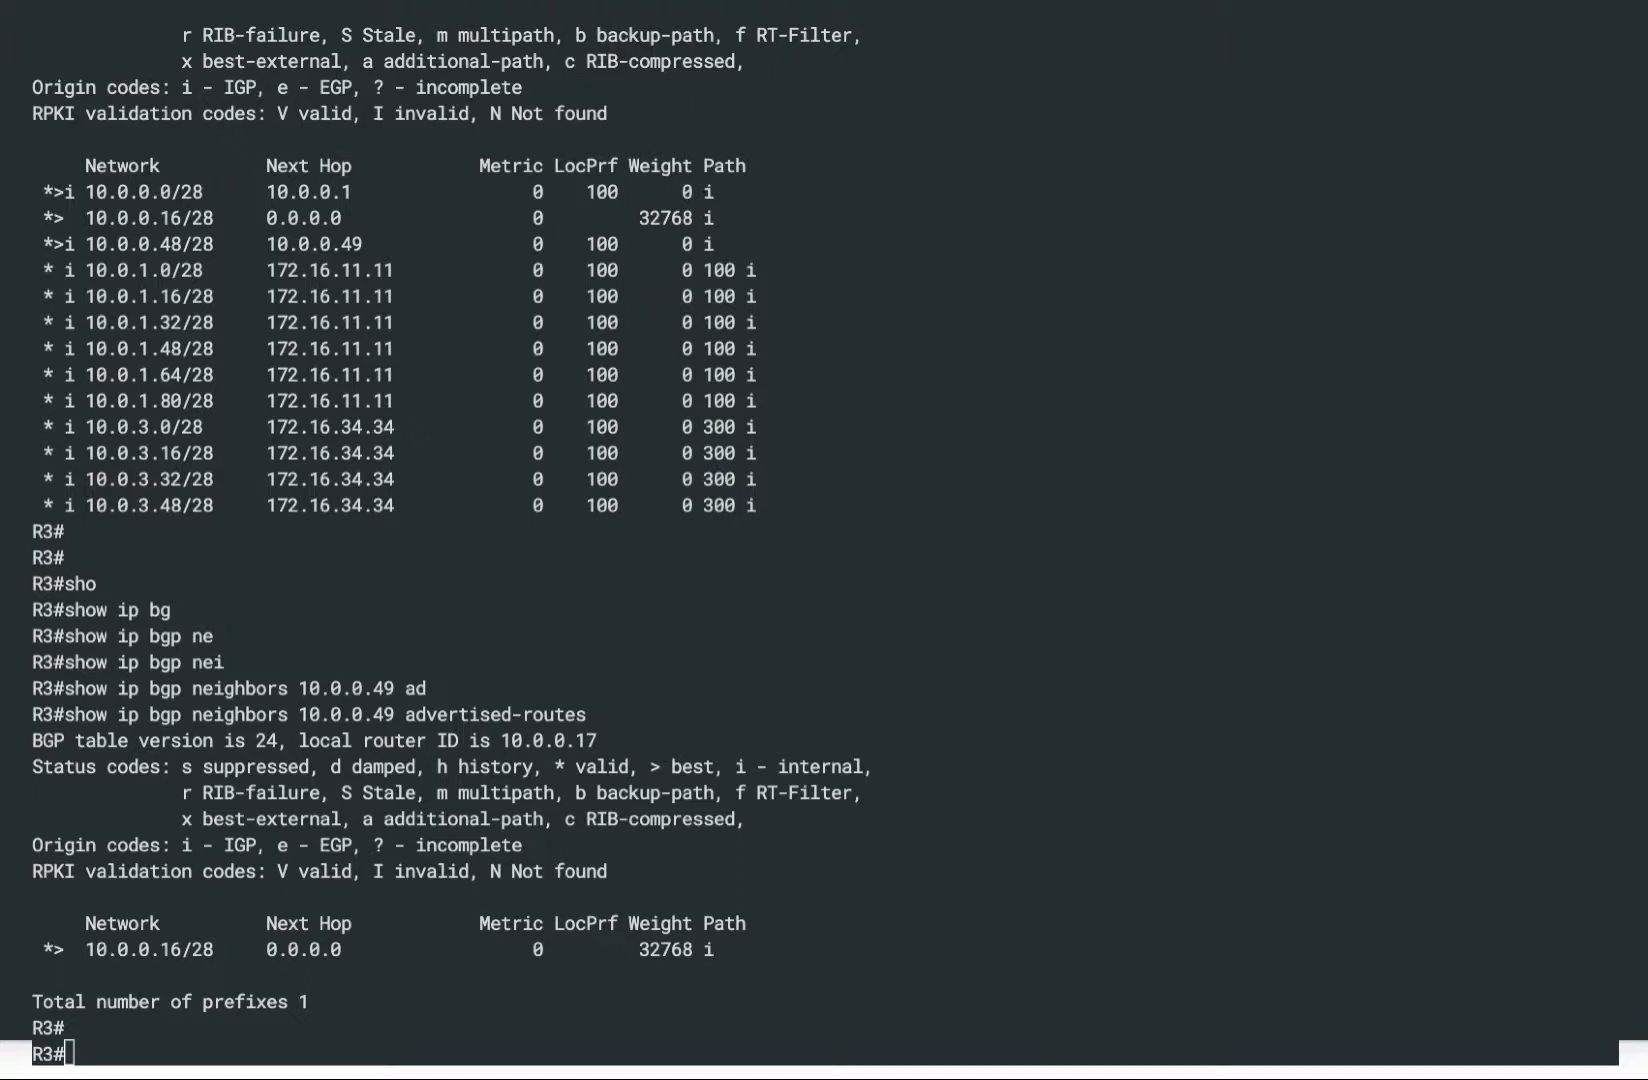 r RIB-failure, S Stale, m multipath, b backup-path, f RT-Filter,
x best-external, a additional-path, c RIB-compressed,
Origin codes: i - IGP, e - EGP, ? - incomplete
RPKI validation codes: V valid, I invalid, N Not found
Network Next Hop Metric LocPrf Weight Path
*>i 10.0.0.0/28 10.0.0.1 0 100 0 i
*> 10.0.0.16/28 0.0.0.0 0 32768 i
*>i 10.0.0.48/28 10.0.0.49 0 100 0 i
* i 10.0.1.0/28 172.16.11.11 0 100 0 100 i
* i 10.0.1.16/28 172.16.11.11 0 100 0 100 i
* i 10.0.1.32/28 172.16.11.11 0 100 0 100 i
* i 10.0.1.48/28 172.16.11.11 0 100 0 100 i
* i 10.0.1.64/28 172.16.11.11 0 100 0 100 i
* i 10.0.1.80/28 172.16.11.11 0 100 0 100 i
* i 10.0.3.0/28 172.16.34.34 0 100 0 300 i
* i 10.0.3.16/28 172.16.34.34 0 100 0 300 i
* i 10.0.3.32/28 172.16.34.34 0 100 0 300 i
* i 10.0.3.48/28 172.16.34.34 0 100 0 300 i
R3#
R3#
R3#sho
R3#show ip bg
R3#show ip bgp ne
R3#show ip bgp nei
R3#show ip bgp neighbors 10.0.0.49 ad
R3#show ip bgp neighbors 10.0.0.49 advertised-routes
BGP table version is 24, local router ID is 10.0.0.17
Status codes: s suppressed, d damped, h history, * valid, > best, i - internal,
r RIB-failure, S Stale, m multipath, b backup-path, f RT-Filter,
x best-external, a additional-path, c RIB-compressed,
Origin codes: i - IGP, e - EGP, ? - incomplete
RPKI validation codes: V valid, I invalid, N Not found
Network Next Hop Metric LocPrf Weight Path
*> 10.0.0.16/28 0.0.0.0 0 32768 i
Total number of prefixes 1
R3#
R3#